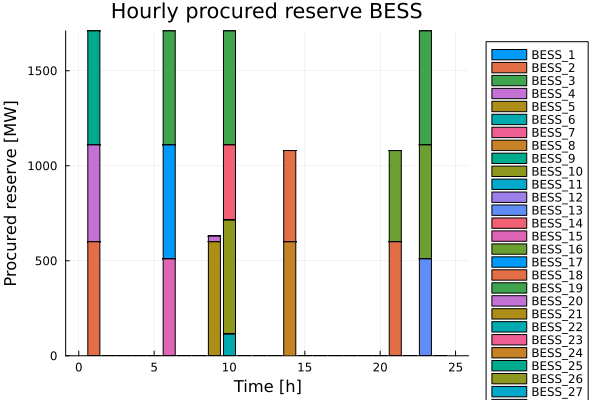 Hourly procured reserve BESS
Procured reserve [MW]
1500
1000
500
0
0 5 10 15 20 25
Time [h]
BESS_1
BESS_2
BESS_3
BESS_4
BESS_5
BESS_6
BESS_7
BESS_8
BESS_9
BESS_10
BESS_11
BESS_12
BESS_13
BESS_14
BESS_15
BESS_16
BESS_17
BESS_18
BESS_19
BESS_20
BESS_21
BESS_22
BESS_23
BESS_24
BESS_25
BESS_26
BESS_27